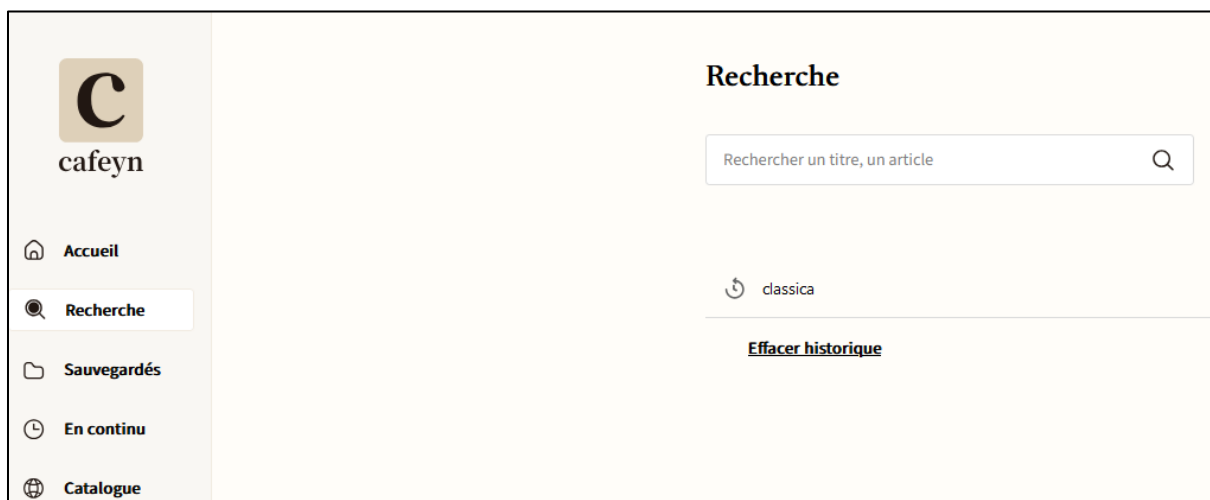 C
cafeyn
Accueil
Recherche
Sauvegardés
En continu
Catalogue
Recherche
Rechercher un titre, un article
classica
Effacer historique